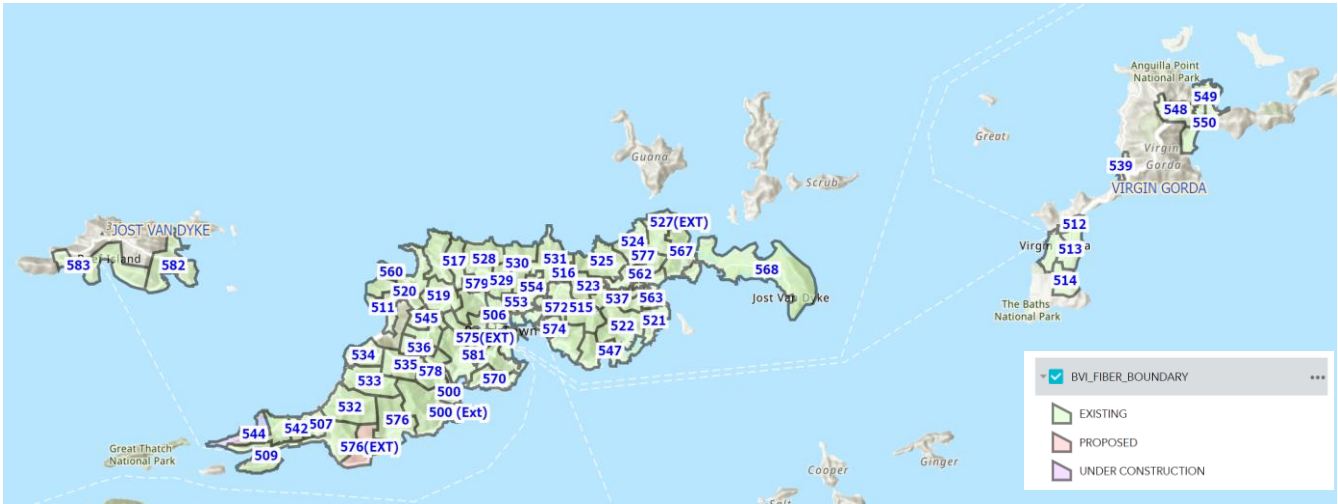 Anguilla Point
National Park
549
548
550
Great
Virgin
Gorda
539
VIRGIN GORDA
Guana
Scrub
512
513
514
The Baths
National Park
JOST VAN DYKE
583
582
527(EXT)
524
577
567
568
Jost Van Dyke
517
528
530
531
525
562
560
520
579
529
516
554
523
511
519
553
572
515
537
563
545
506
574
522
521
575(EXT)
547
534
536
581
535
578
570
533
500
532
576
500 (Ext)
507
542
544
576(EXT)
509
Great Thatch
National Park
Cooper
Ginger
Salt
BVI_FIBER_BOUNDARY
EXISTING
PROPOSED
UNDER CONSTRUCTION